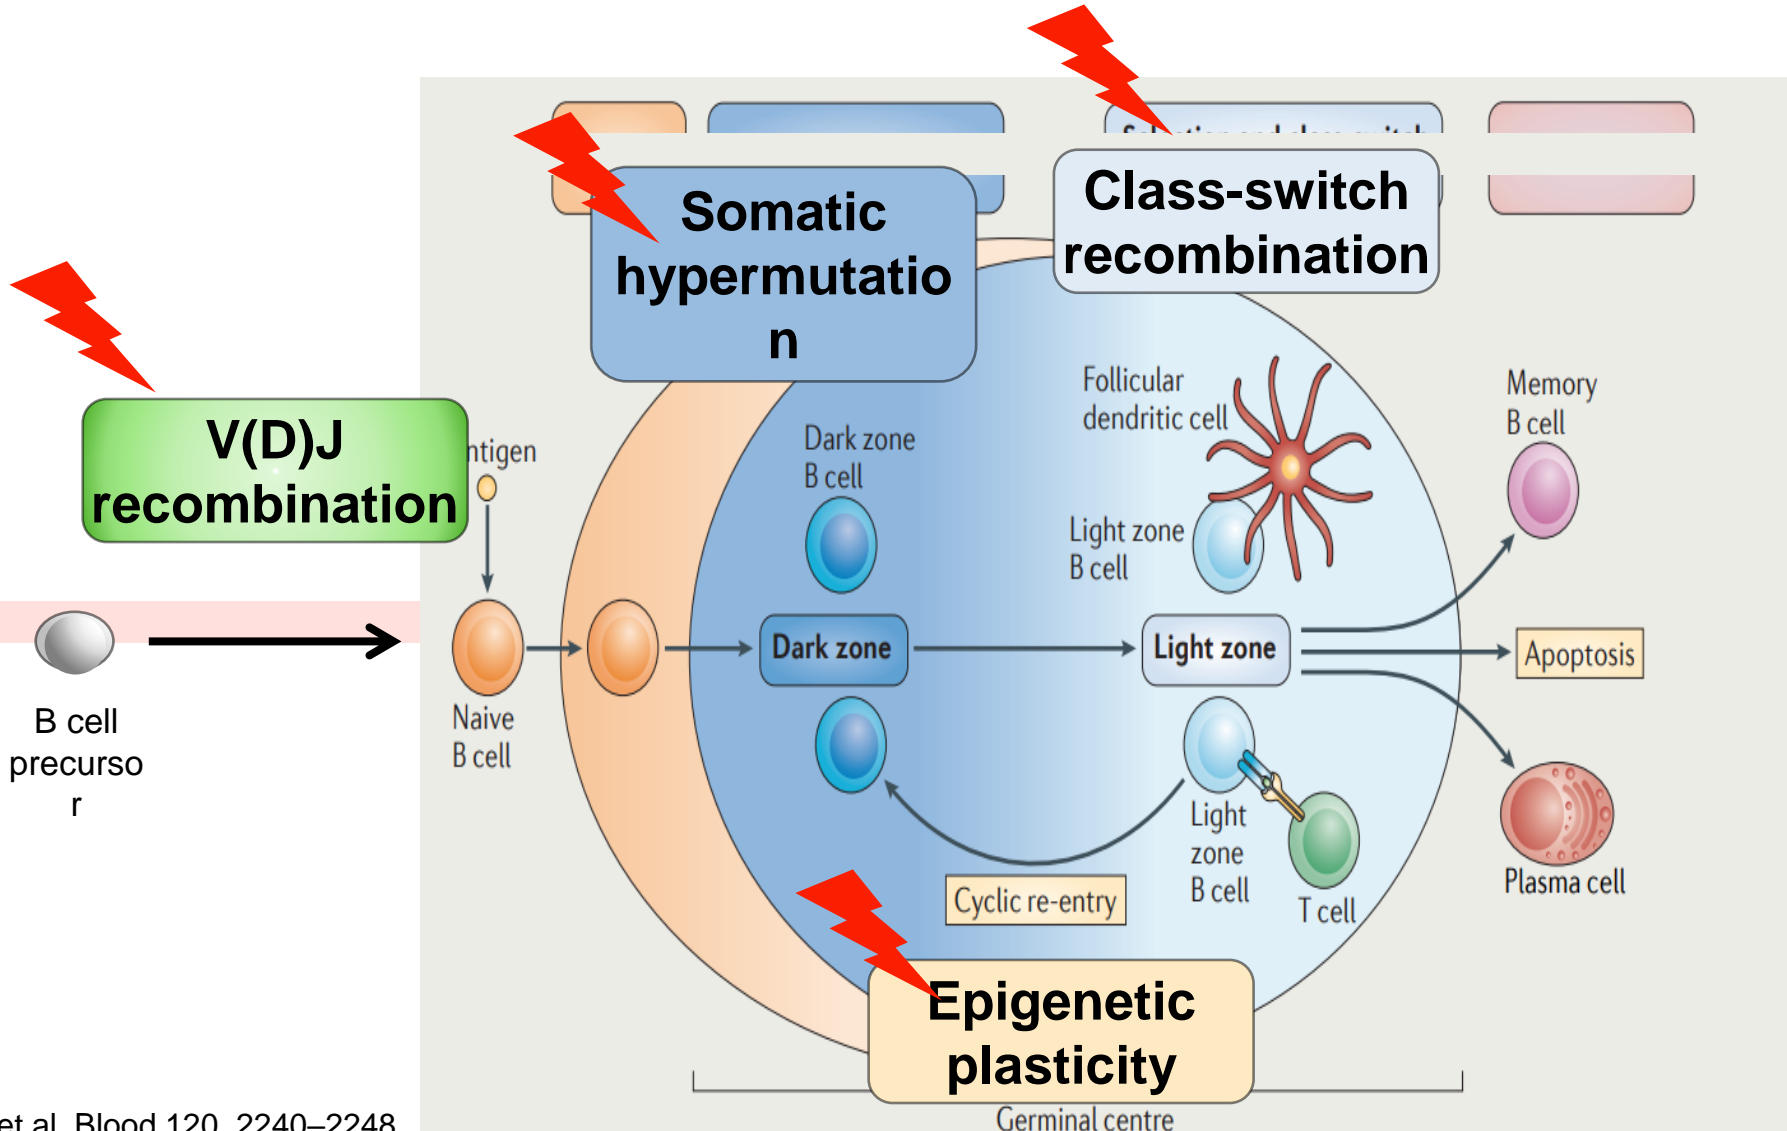 Class-switch
recombination
Somatic
hypermutatio
n
V(D)J
recombination
ntigen
Dark zone
B cell
Follicular
dendritic cell
Light zone
B cell
Memory
B cell
Dark zone
Light zone
Apoptosis
B cell
precurso
r
Naive
B cell
Light
zone
B cell
T cell
Plasma cell
Cyclic re-entry
Epigenetic
plasticity
Germinal centre
et al. Blood 120, 2240–2248